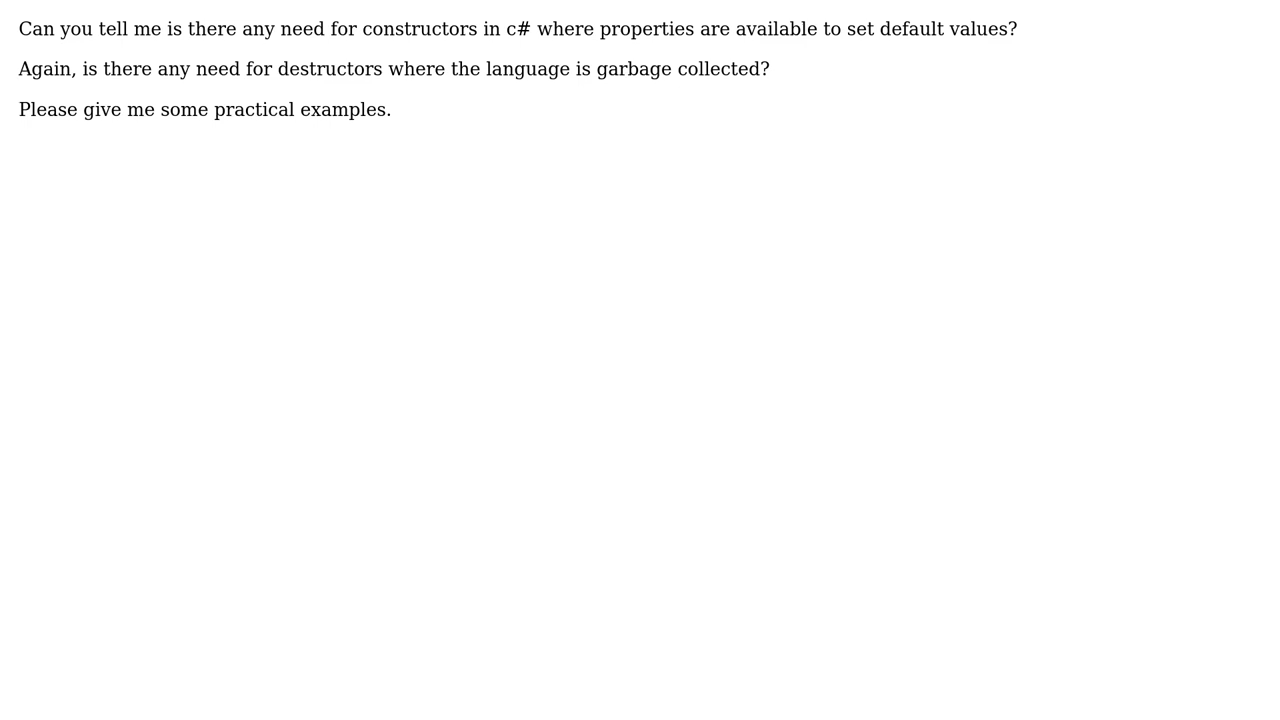 Can you tell me is there any need for constructors in c# where properties are available to set default values?
Again, is there any need for destructors where the language is garbage collected?
Please give me some practical examples.